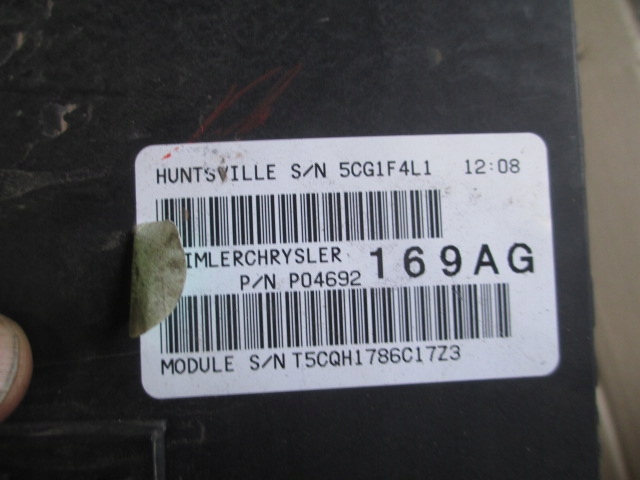 HUNTSVILLE S/N 5CG1F4L1 12:08
IMLERCHRYSLER
P/N P04692 169AG
MODULE S/N T5CQH1786C17Z3